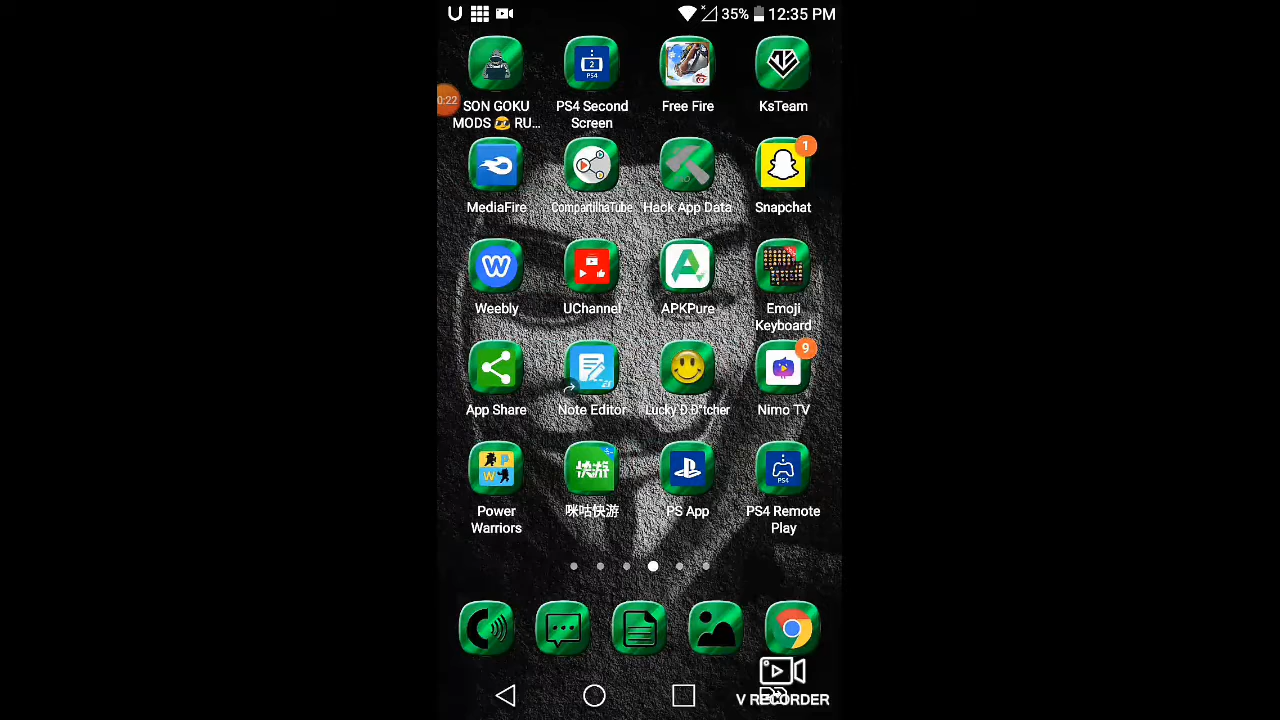 35% 12:35 PM
0:22
SON GOKU
MODS RU...
PS4 Second
Screen
Free Fire
KsTeam
MediaFire
CompartilhaTube
Hack App Data
Snapchat
1
Weebly
UChannel
APKPure
Emoji
Keyboard
App Share
Note Editor
Lucky D.D"tcher
Nimo TV
9
Power
Warriors
咪咕快游
PS App
PS4 Remote
Play
V RECORDER